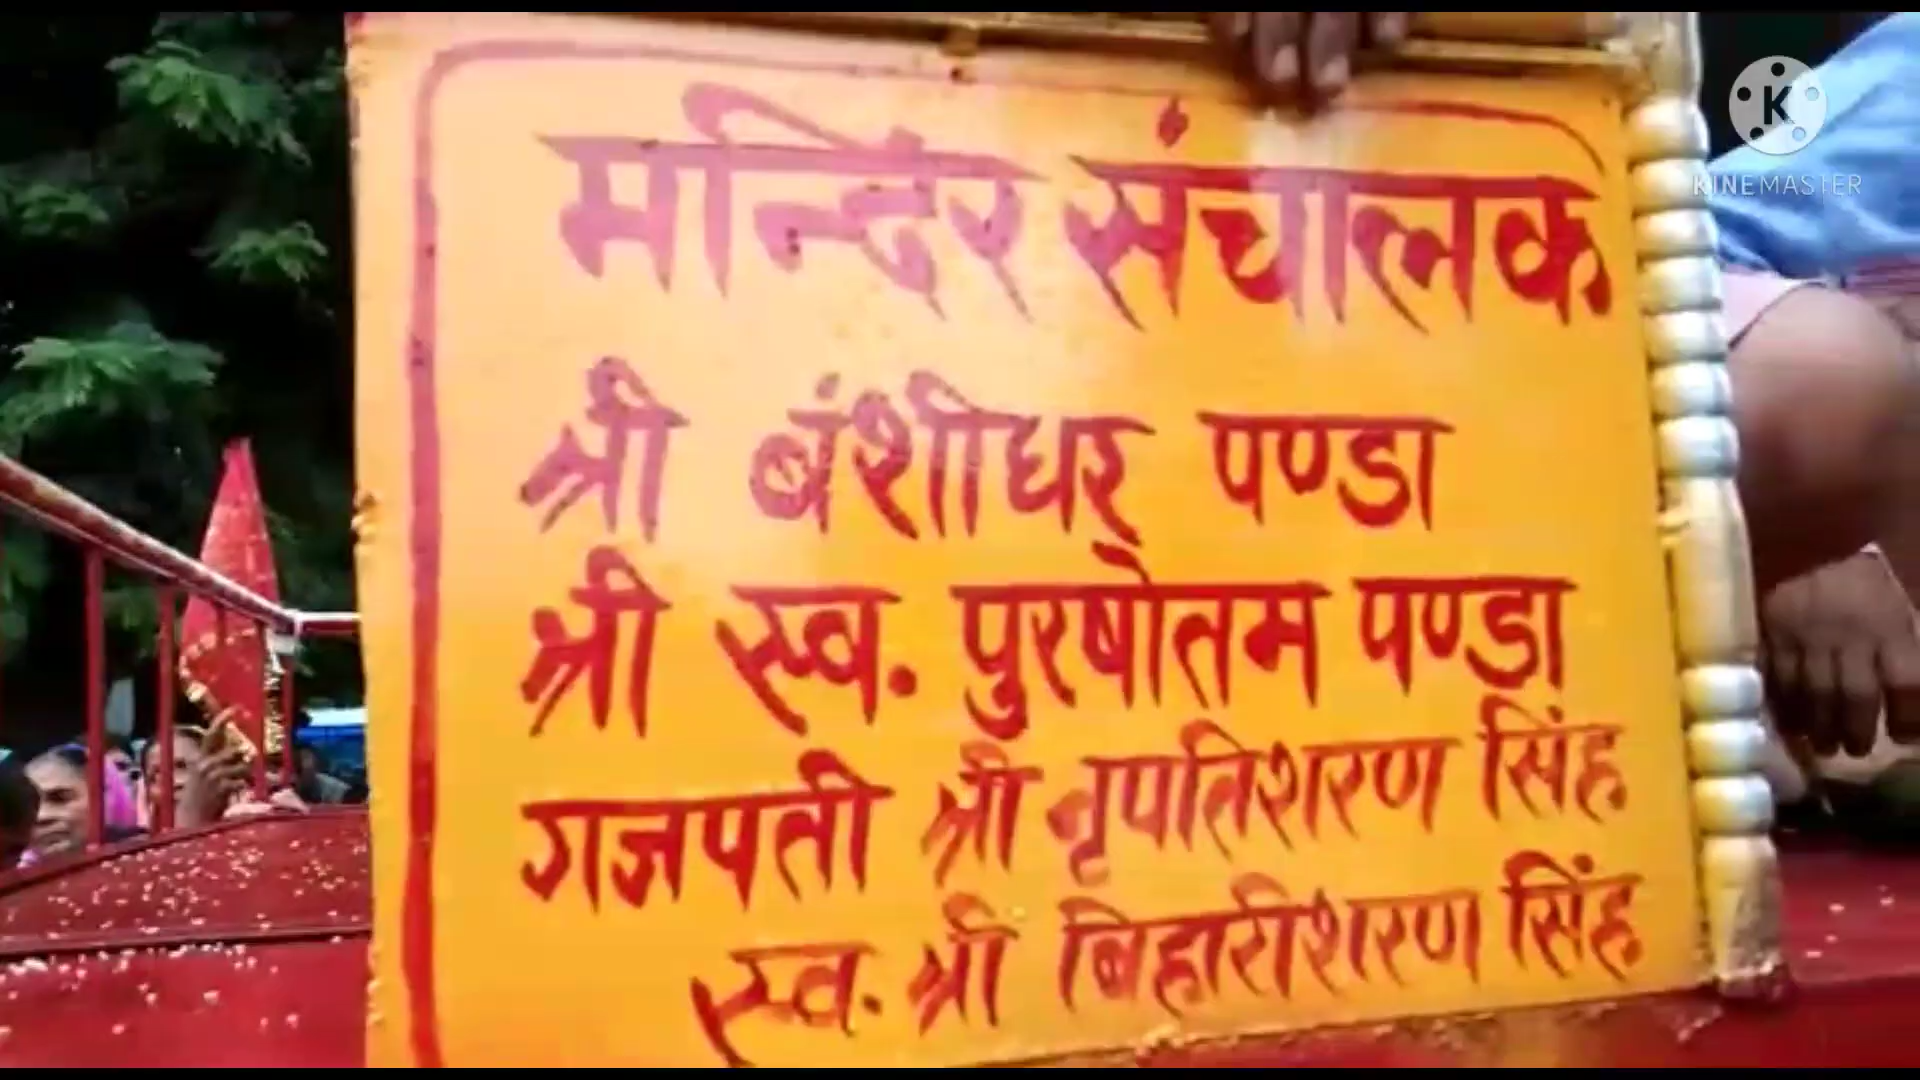 मन्दिर संचालक
श्री बंशीधर पण्डा
श्री स्व. पुरषोतम पण्डा
गजपती श्री नृपतिशरण सिंह
स्व. श्री बिहारीशरण सिंह
K
KINEMASTER